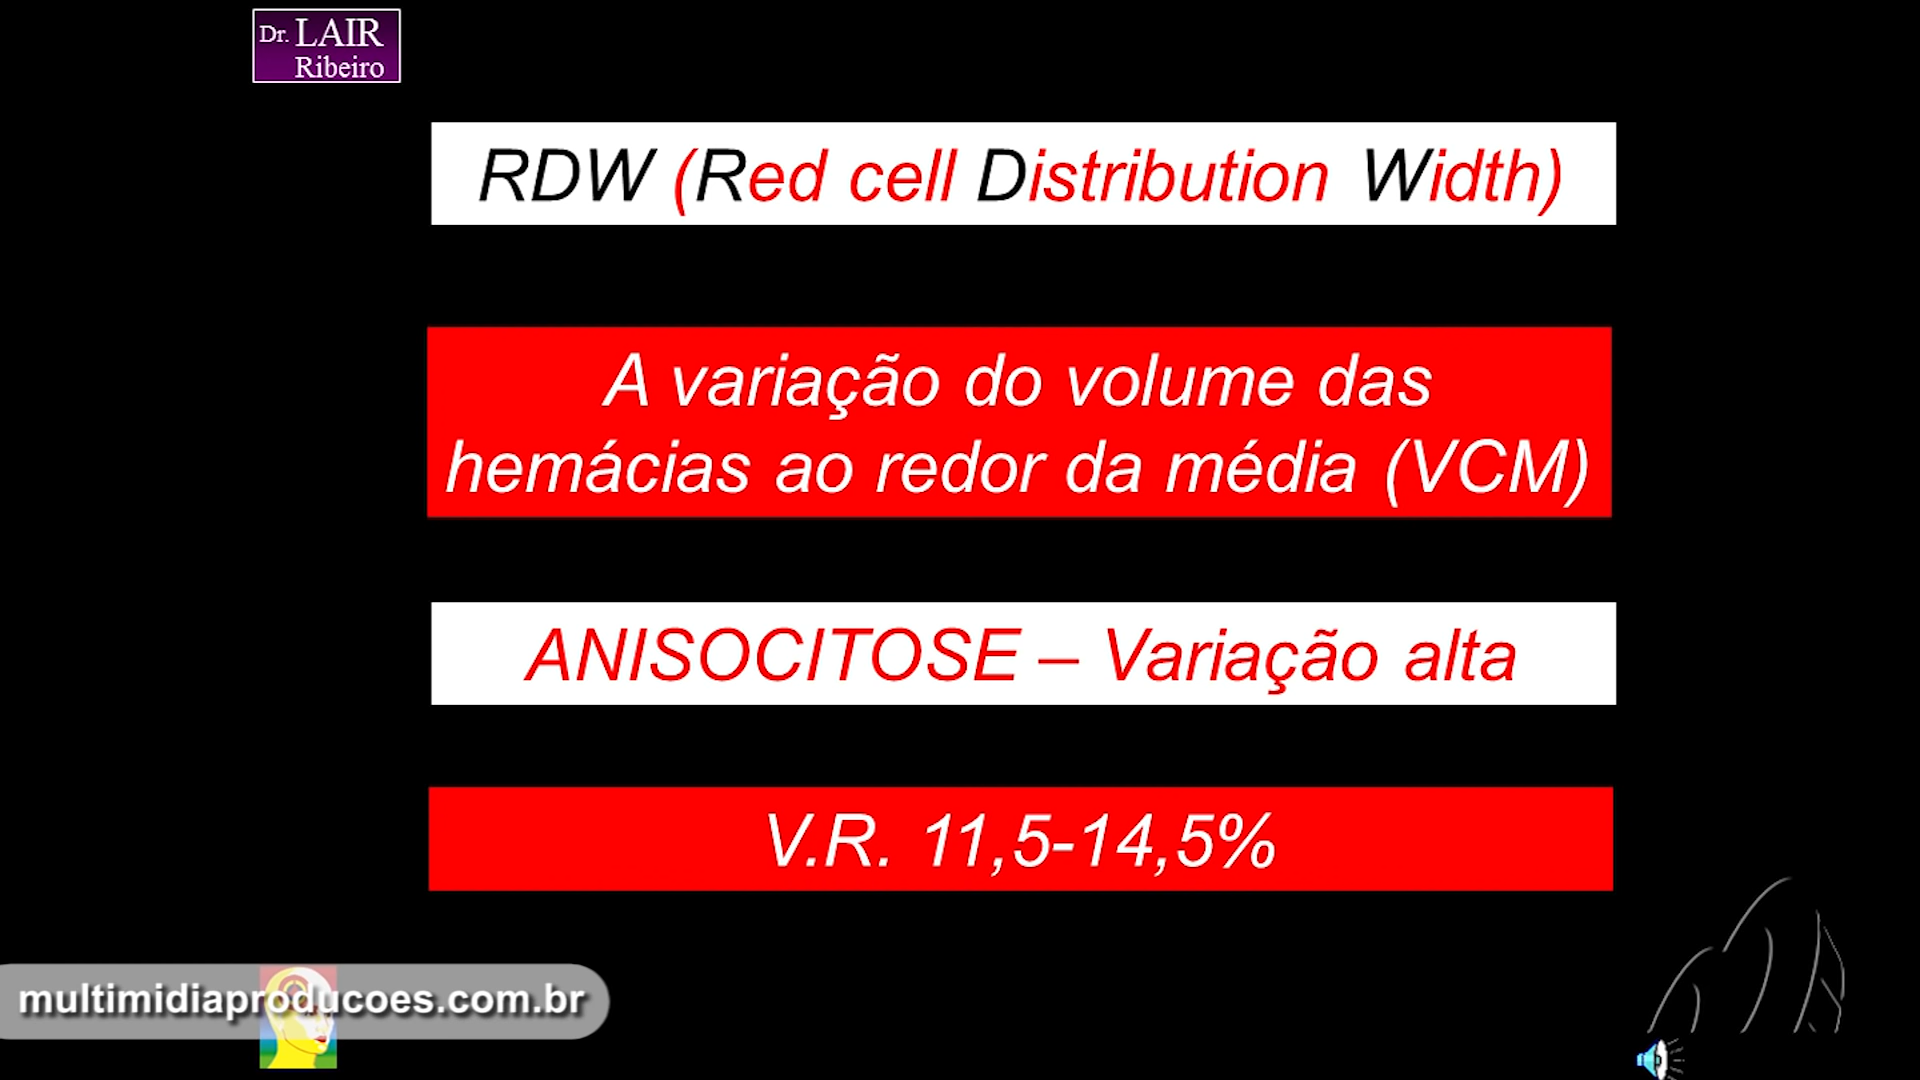 Dr. LAIR
Ribeiro
RDW (Red cell Distribution Width)
A variação do volume das
hemácias ao redor da média (VCM)
ANISOCITOSE – Variação alta
V.R. 11,5-14,5%
multimidiaproducoes.com.br